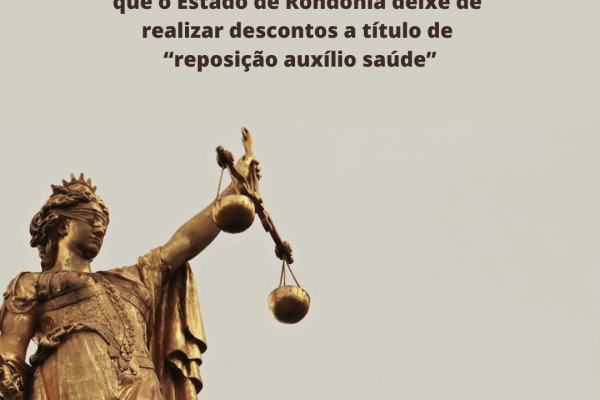 que o Estado de Rondônia deixe de
realizar descontos a título de
“reposição auxílio saúde”